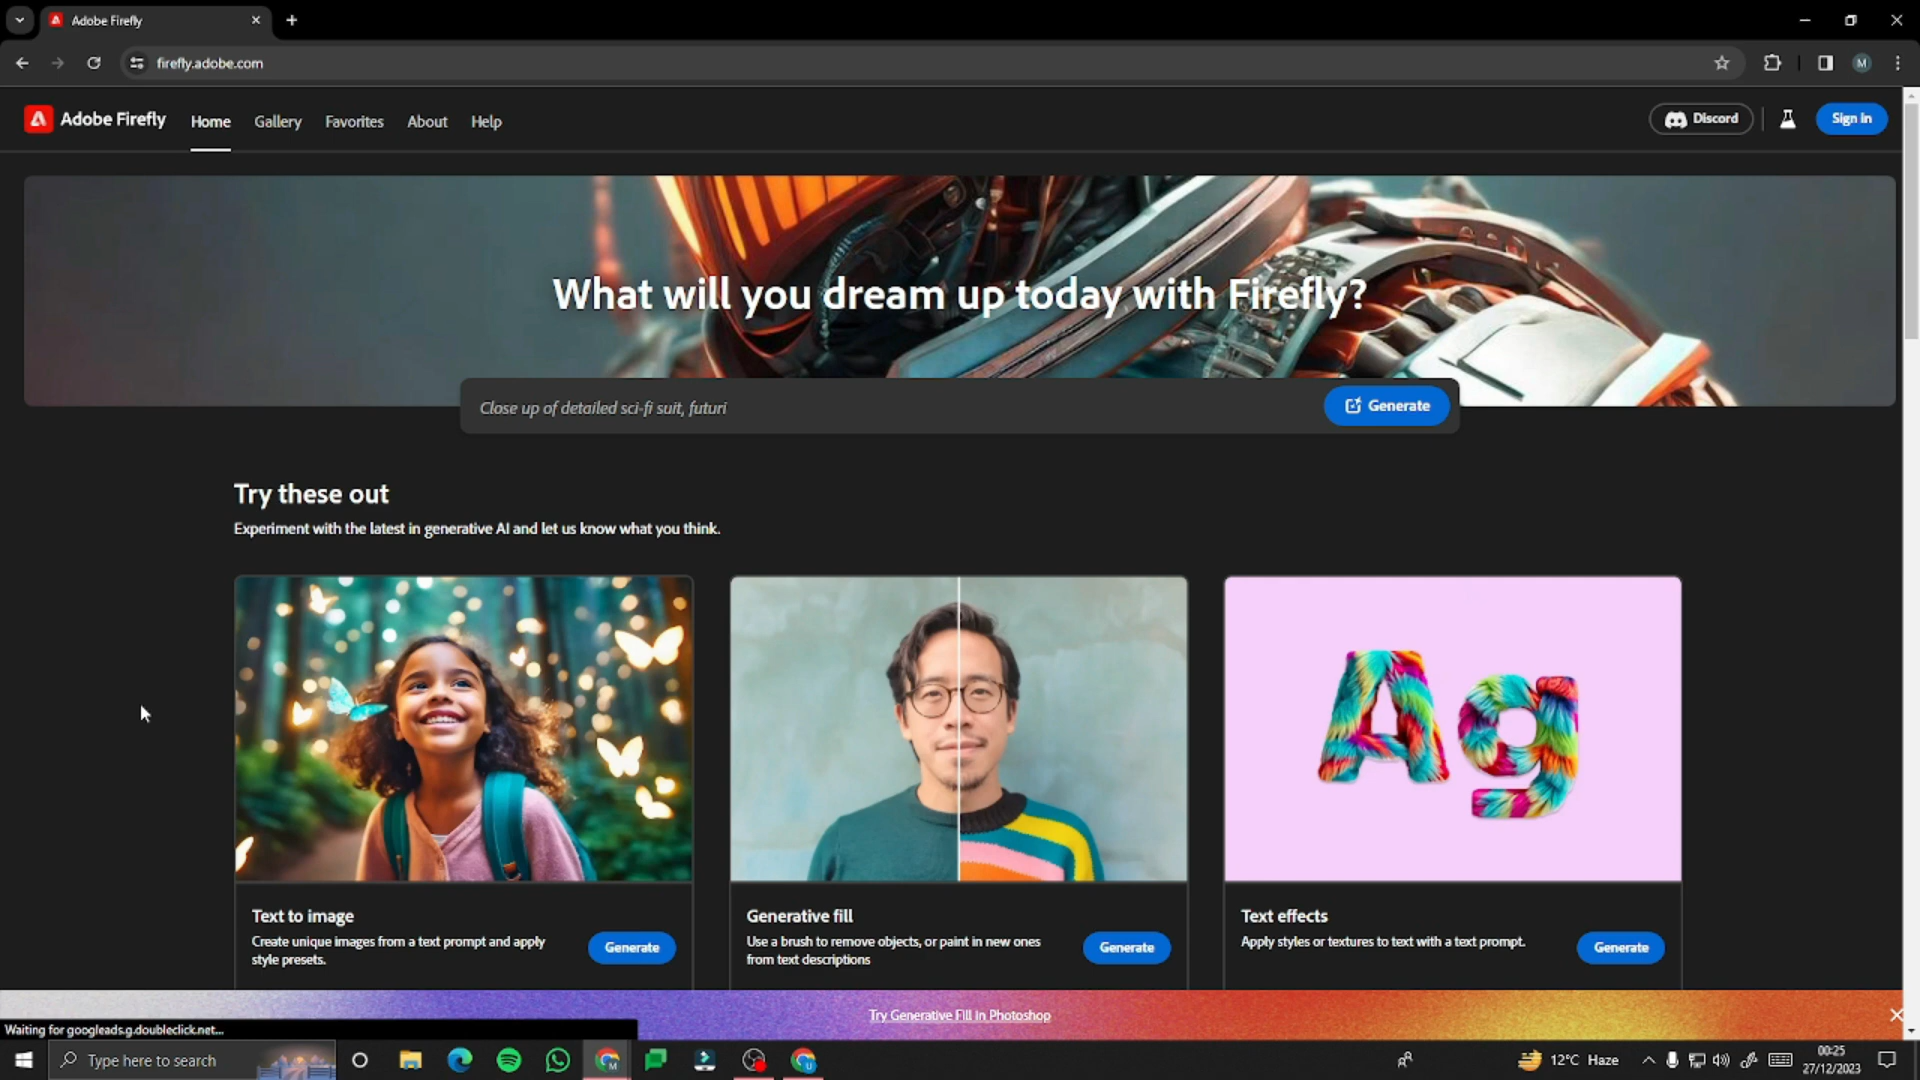 Adobe Firefly
firefly.adobe.com
M
Adobe Firefly
Home
Gallery
Favorites
About
Help
Discord
Sign in
What will you dream up today with Firefly?
Close up of detailed sci-fi suit, futuri
Generate
Try these out
Experiment with the latest in generative AI and let us know what you think.
Ag
Text to image
Create unique images from a text prompt and apply
style presets.
Generate
Generative fill
Use a brush to remove objects, or paint in new ones
from text descriptions
Generate
Text effects
Apply styles or textures to text with a text prompt.
Generate
Try Generative Fill in Photoshop
Waiting for googleads.g.doubleclick.net...
Type here to search
12°C Haze
00:25
27/12/2023